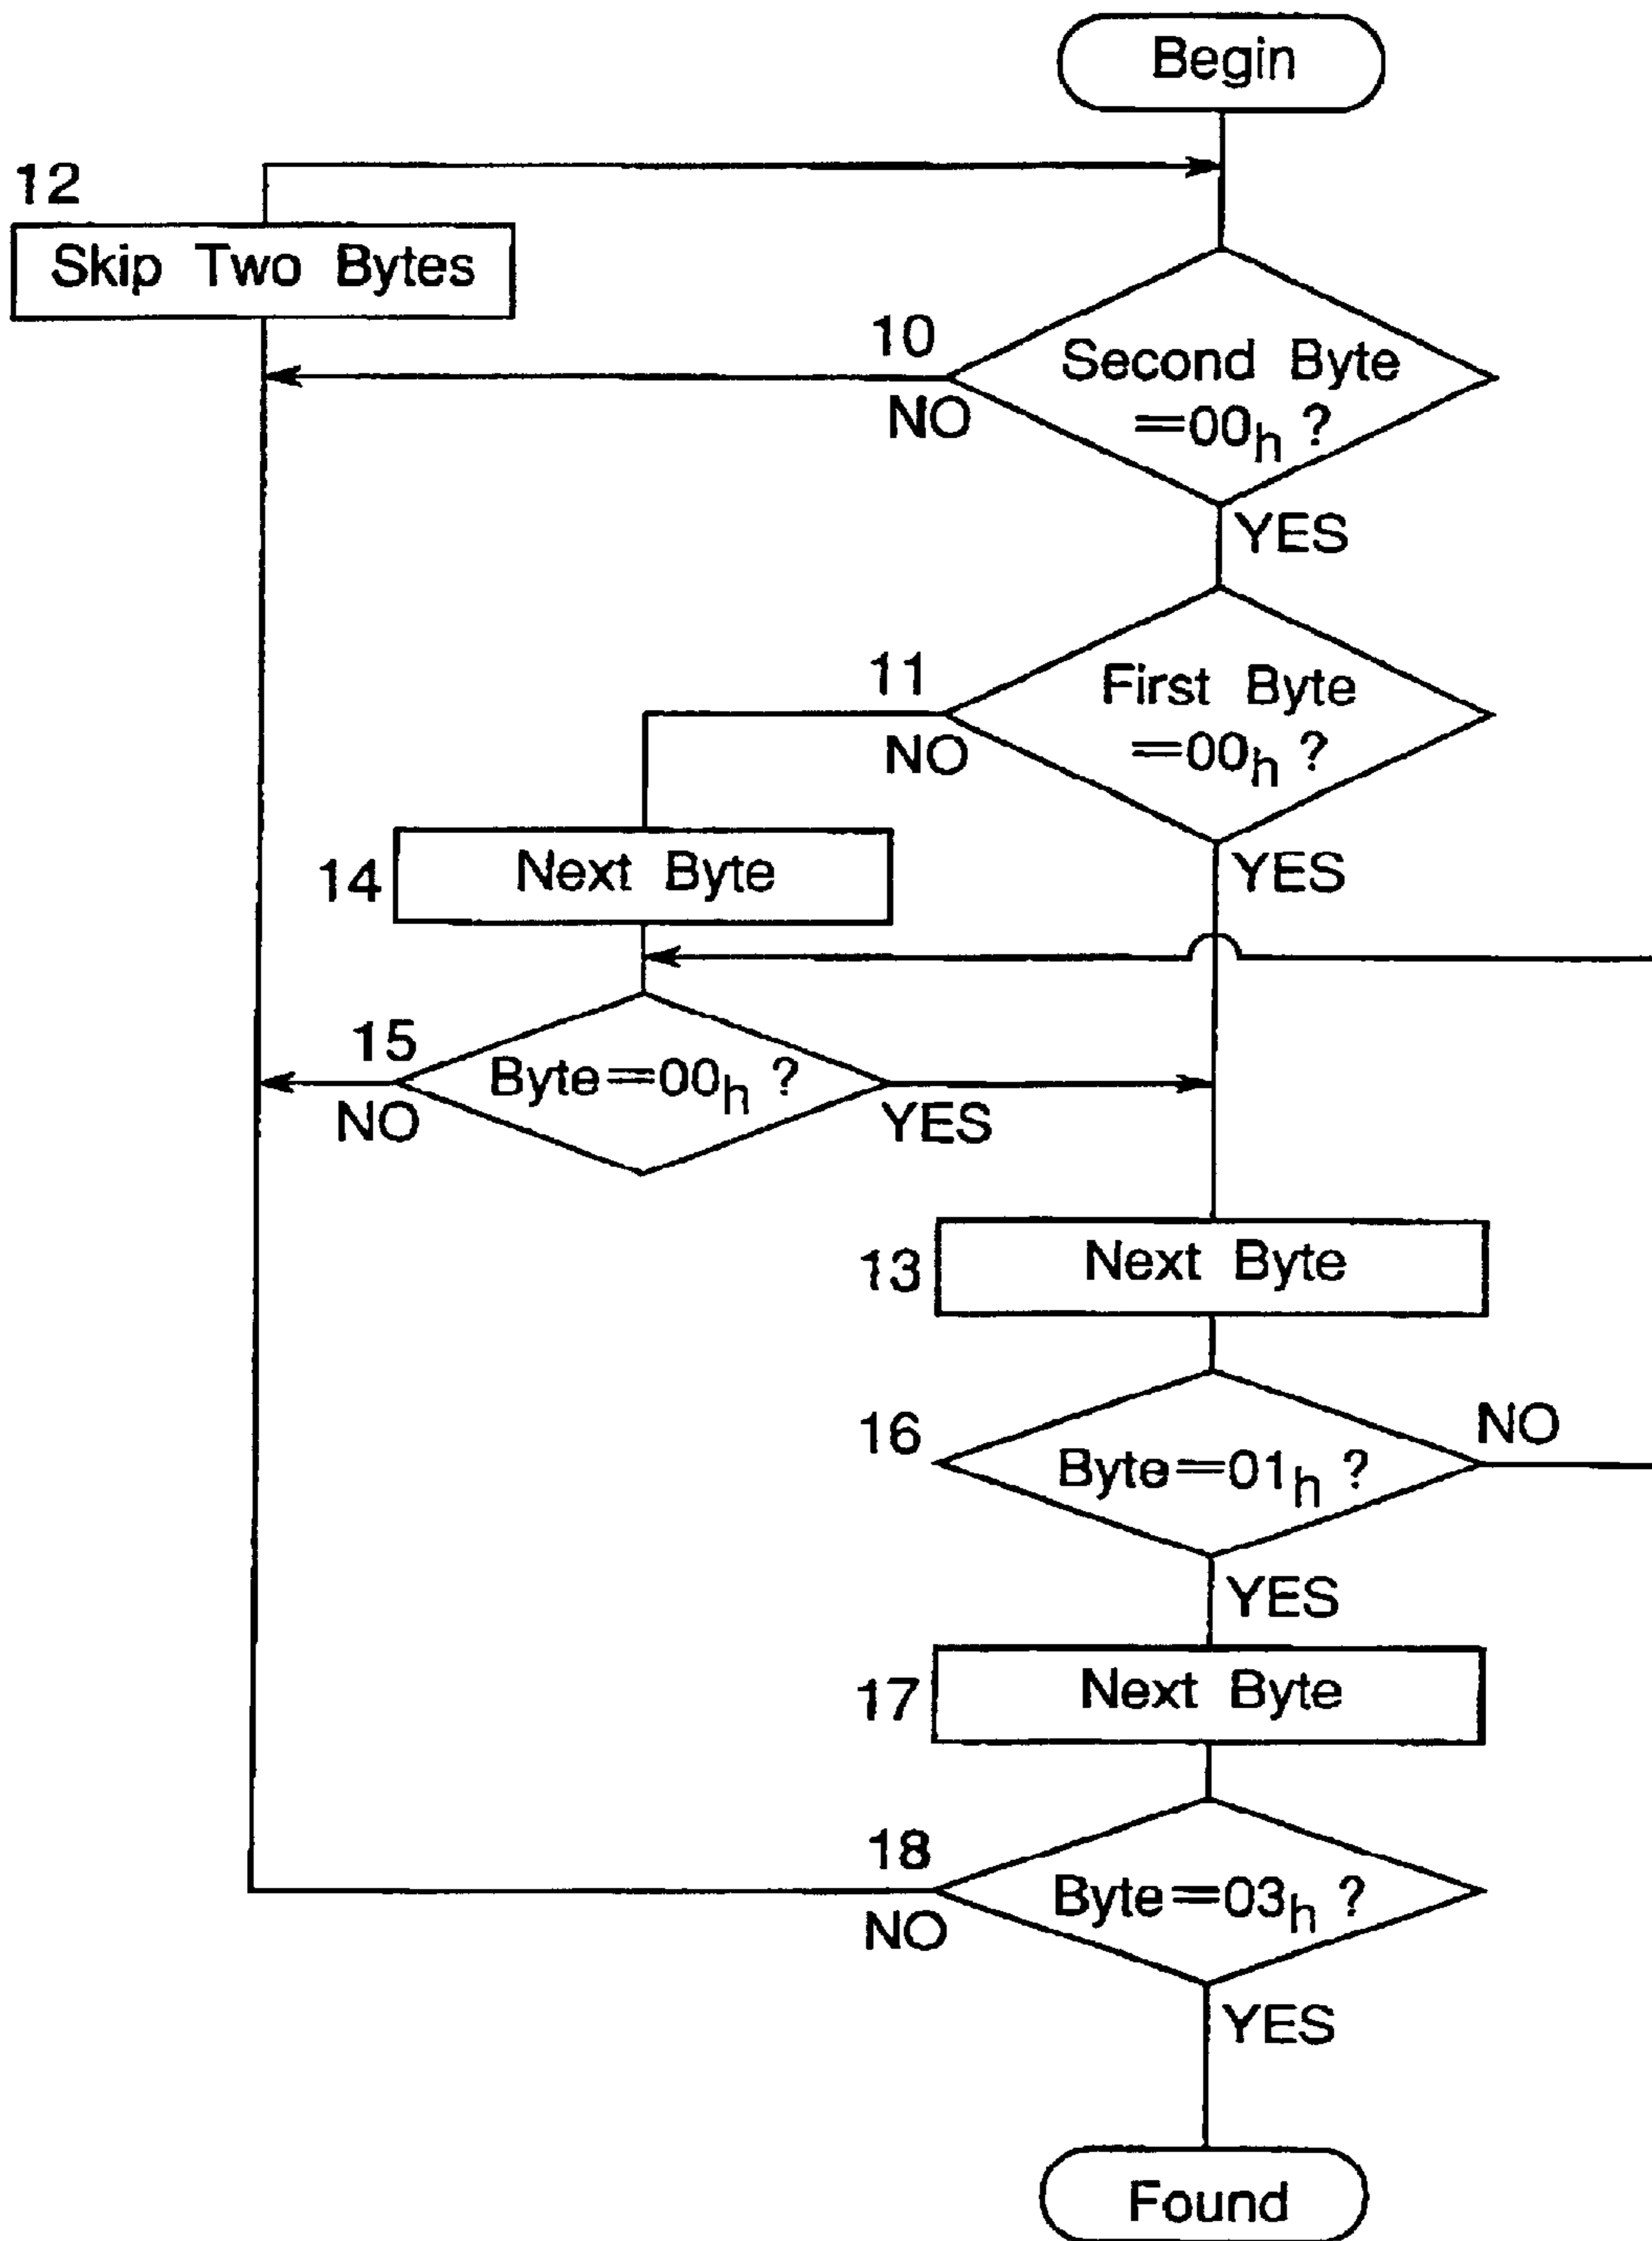 Begin
12
Skip Two Bytes
10
Second Byte
=00h ?
NO
YES
11
First Byte
=00h ?
NO
YES
14
Next Byte
15
Byte=00h ?
NO
YES
13
Next Byte
16
Byte=01h ?
NO
YES
17
Next Byte
18
Byte=03h ?
NO
YES
Found